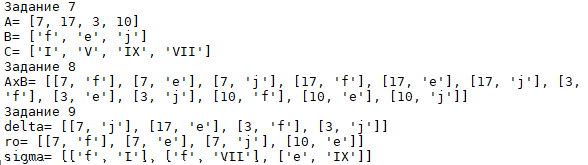 Задание 7
A= [7, 17, 3, 10]
B= ['f', 'e', 'j']
C= ['I', 'V', 'IX', 'VII']
Задание 8
AxB= [[7, 'f'], [7, 'e'], [7, 'j'], [17, 'f'], [17, 'e'], [17, 'j'], [3,
'f'], [3, 'e'], [3, 'j'], [10, 'f'], [10, 'e'], [10, 'j']]
Задание 9
delta= [[7, 'j'], [17, 'e'], [3, 'f'], [3, 'j']]
ro= [[7, 'f'], [7, 'e'], [7, 'j'], [10, 'e']]
sigma= [['f', 'I'], ['f', 'VII'], ['e', 'IX']]